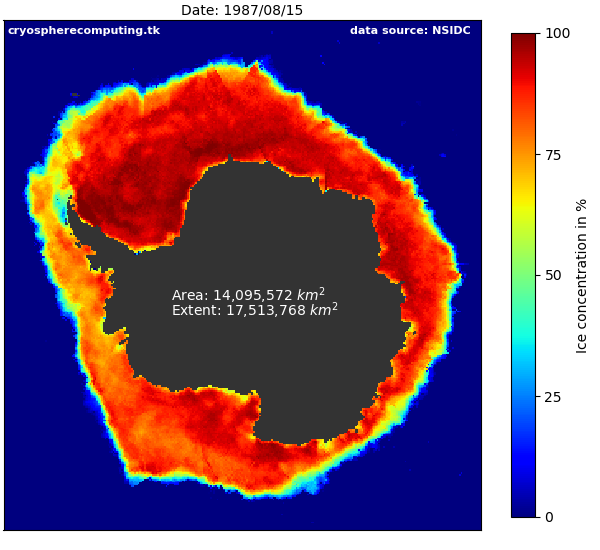 Date: 1987/08/15
cryospherecomputing.tk
data source: NSIDC
Area: 14,095,572 km²
Extent: 17,513,768 km²
100
75
50
25
0
Ice concentration in %